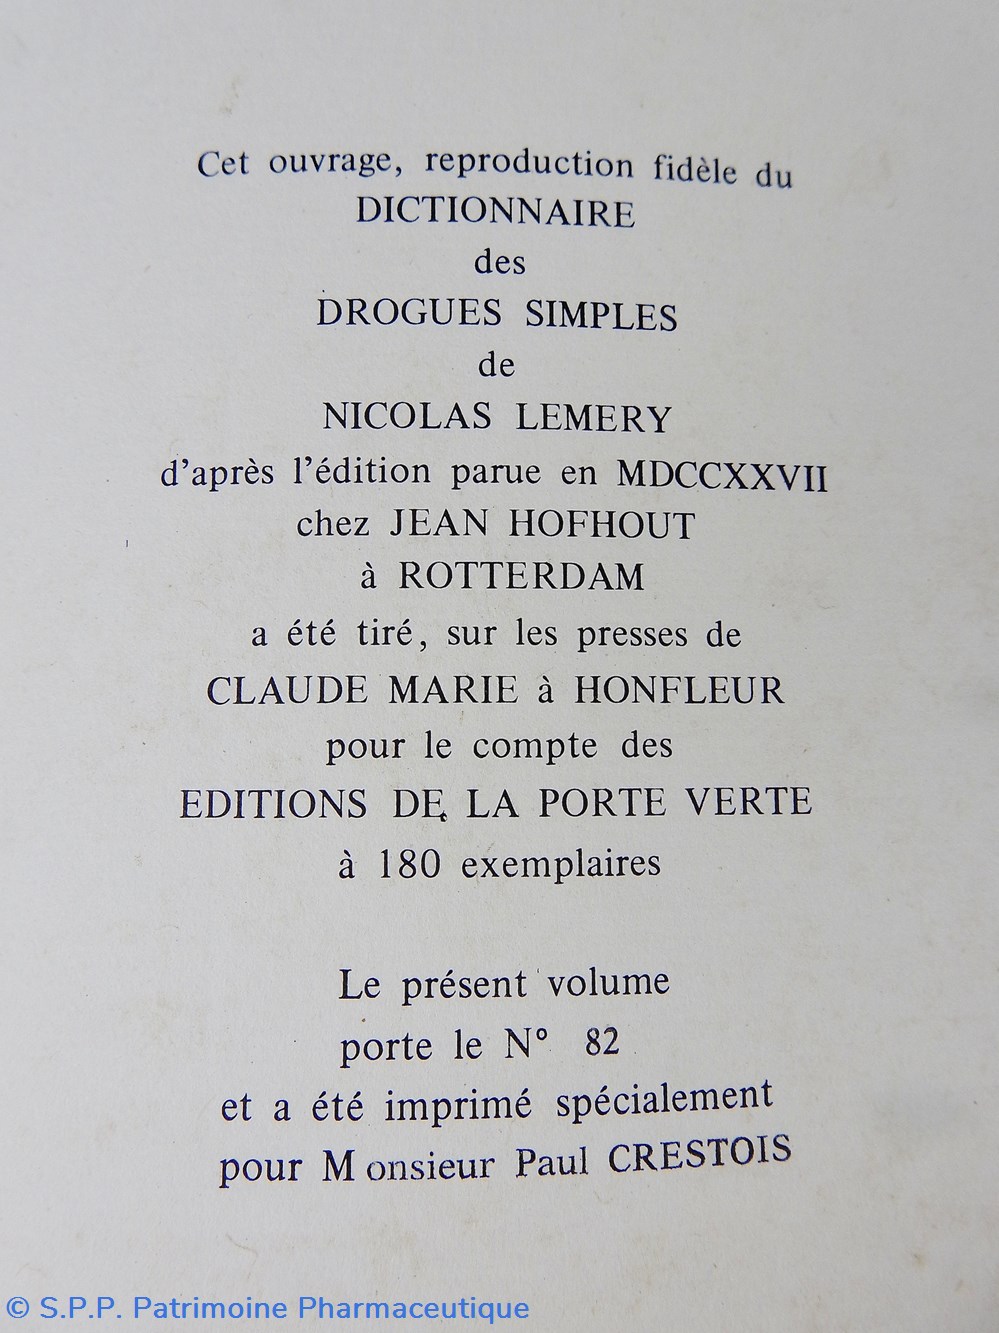 Cet ouvrage, reproduction fidèle du
DICTIONNAIRE
des
DROGUES SIMPLES
de
NICOLAS LEMERY
d'après l'édition parue en MDCCXXVII
chez JEAN HOFHOUT
à ROTTERDAM
a été tiré, sur les presses de
CLAUDE MARIE à HONFLEUR
pour le compte des
EDITIONS DE LA PORTE VERTE
à 180 exemplaires
Le présent volume
porte le N° 82
et a été imprimé spécialement
pour Monsieur Paul CRESTOIS
© S.P.P. Patrimoine Pharmaceutique